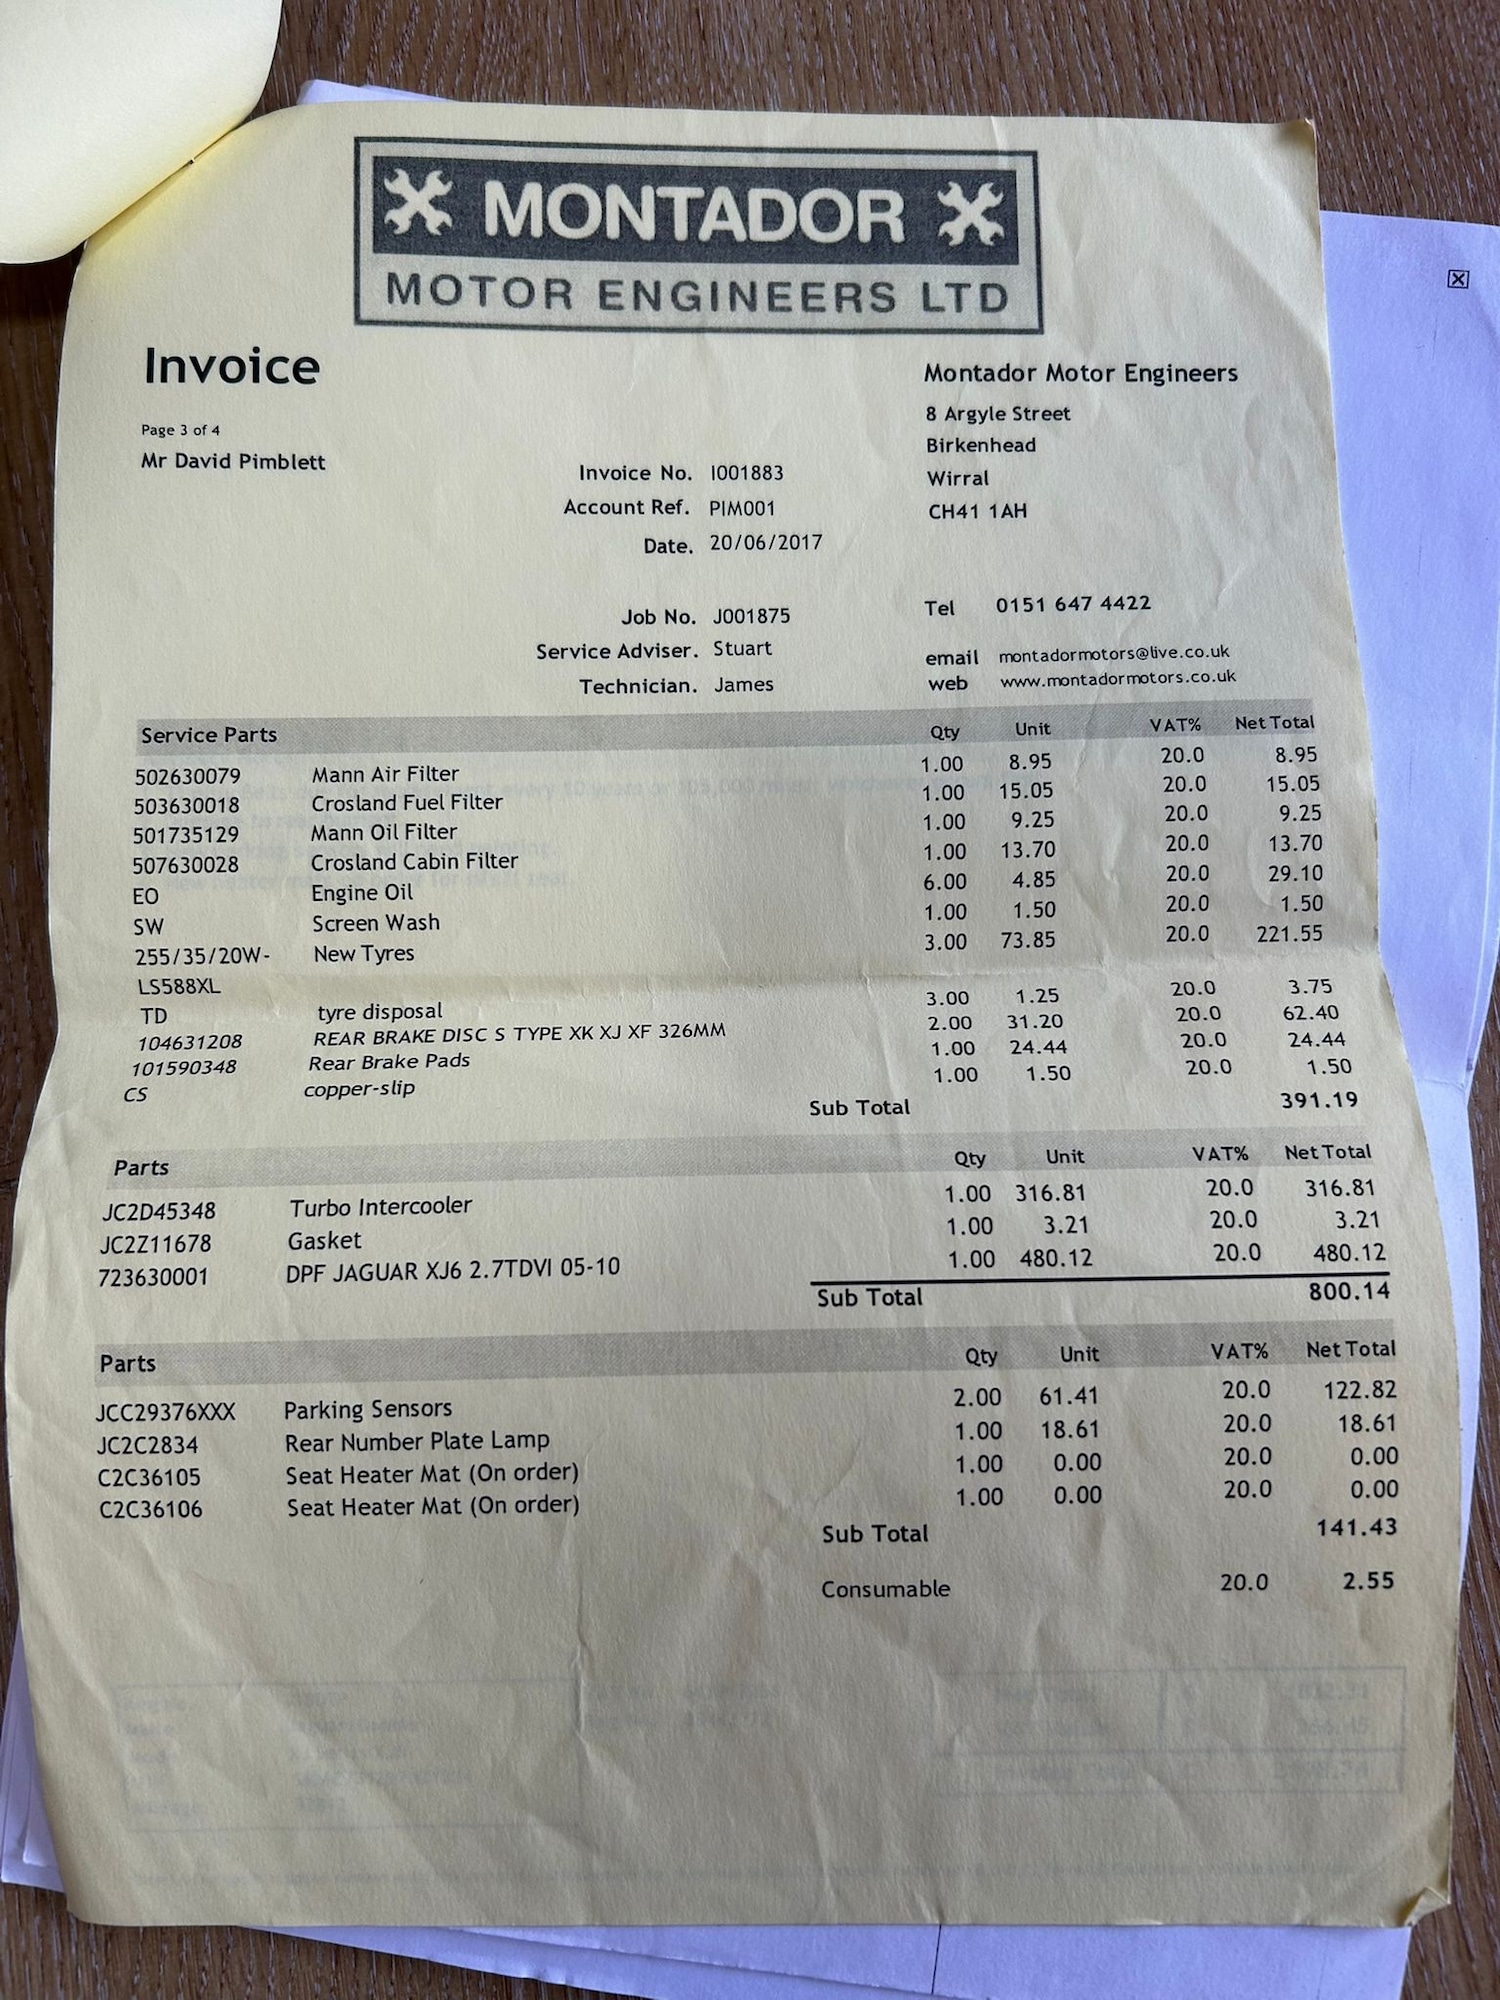 MONTADOR
MOTOR ENGINEERS LTD
Invoice
Page 3 of 4
Mr David Pimblett
Invoice No. I001883
Account Ref. PIM001
Date. 20/06/2017
Job No. J001875
Service Adviser. Stuart
Technician. James
Montador Motor Engineers
8 Argyle Street
Birkenhead
Wirral
CH41 1AH
Tel 0151 647 4422
email montadormotors@live.co.uk
web www.montadormotors.co.uk
Service Parts Qty Unit VAT% Net Total
502630079 Mann Air Filter 1.00 8.95 20.0 8.95
503630018 Crosland Fuel Filter 1.00 15.05 20.0 15.05
501735129 Mann Oil Filter 1.00 9.25 20.0 9.25
507630028 Crosland Cabin Filter 1.00 13.70 20.0 13.70
EO Engine Oil 6.00 4.85 20.0 29.10
SW Screen Wash 1.00 1.50 20.0 1.50
255/35/20W- New Tyres 3.00 73.85 20.0 221.55
LS588XL
TD tyre disposal 3.00 1.25 20.0 3.75
104631208 REAR BRAKE DISC S TYPE XK XJ XF 326MM 2.00 31.20 20.0 62.40
101590348 Rear Brake Pads 1.00 24.44 20.0 24.44
CS copper-slip 1.00 1.50 20.0 1.50
Sub Total 391.19
Parts Qty Unit VAT% Net Total
JC2D45348 Turbo Intercooler 1.00 316.81 20.0 316.81
JC2Z11678 Gasket 1.00 3.21 20.0 3.21
723630001 DPF JAGUAR XJ6 2.7TDVI 05-10 1.00 480.12 20.0 480.12
Sub Total 800.14
Parts Qty Unit VAT% Net Total
JCC29376XXX Parking Sensors 2.00 61.41 20.0 122.82
JC2C2834 Rear Number Plate Lamp 1.00 18.61 20.0 18.61
C2C36105 Seat Heater Mat (On order) 1.00 0.00 20.0 0.00
C2C36106 Seat Heater Mat (On order) 1.00 0.00 20.0 0.00
Sub Total 141.43
Consumable 20.0 2.55